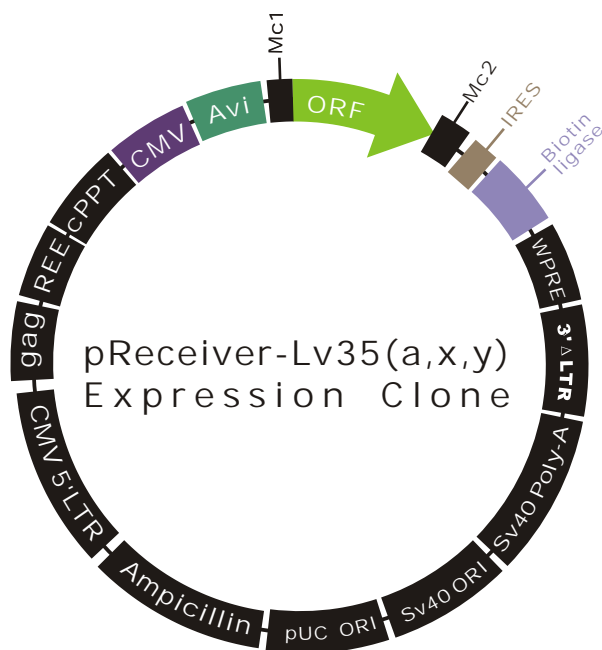 Mc1
ORF
Mc2
IRES
Biotin
ligase
WPRE
3'ΔLTR
Sv40 Poly-A
Sv40 ORI
pUC ORI
Ampicillin
CMV 5'LTR
gag
REE
cPPT
CMV
Avi
pReceiver-Lv35(a,x,y)
Expression Clone